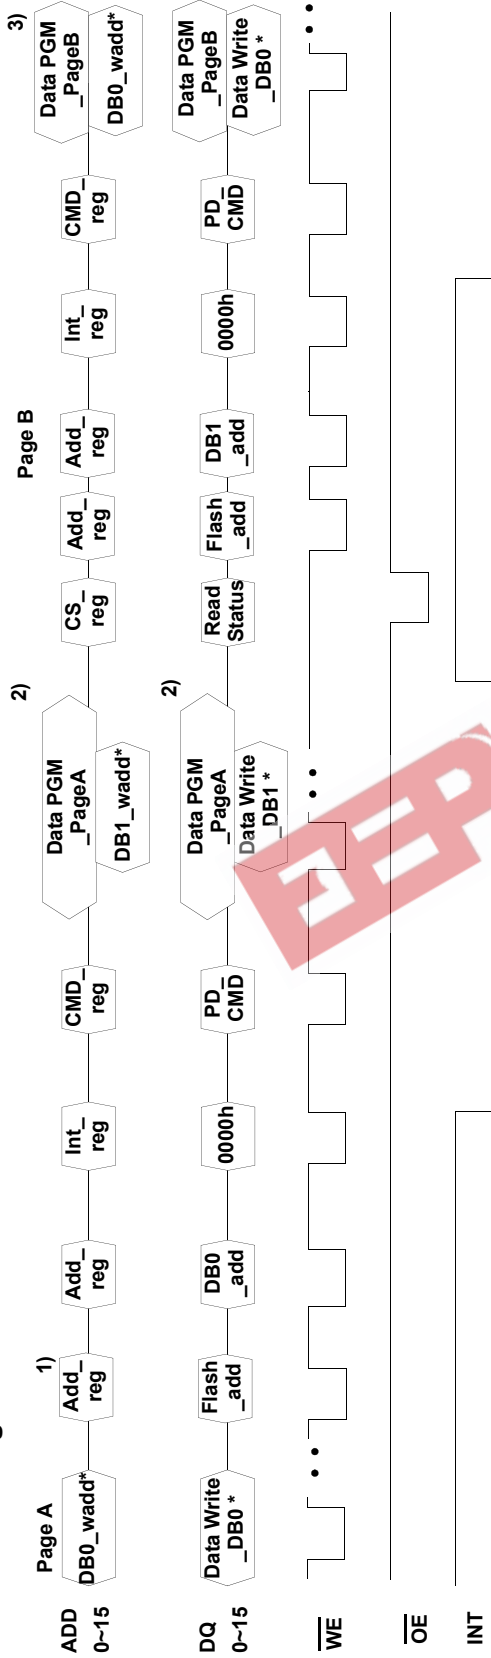 Page A
1)
2)
Page B
3)
ADD
0~15
DB0_wadd*
Add_
reg
Add_
reg
Int_
reg
CMD_
reg
Data PGM
_PageA
DB1_wadd*
CS_
reg
Add_
reg
Add_
reg
Int_
reg
CMD_
reg
Data PGM
_PageB
DB0_wadd*
2)
DQ
0~15
Data Write
_DB0 *
Flash
_add
DB0
_add
0000h
PD_
CMD
Data PGM
_PageA
Data Write
_DB1 *
Read
Status
Flash
_add
DB1
_add
0000h
PD_
CMD
Data PGM
_PageB
Data Write
_DB0 *
WE
OE
INT
EEP